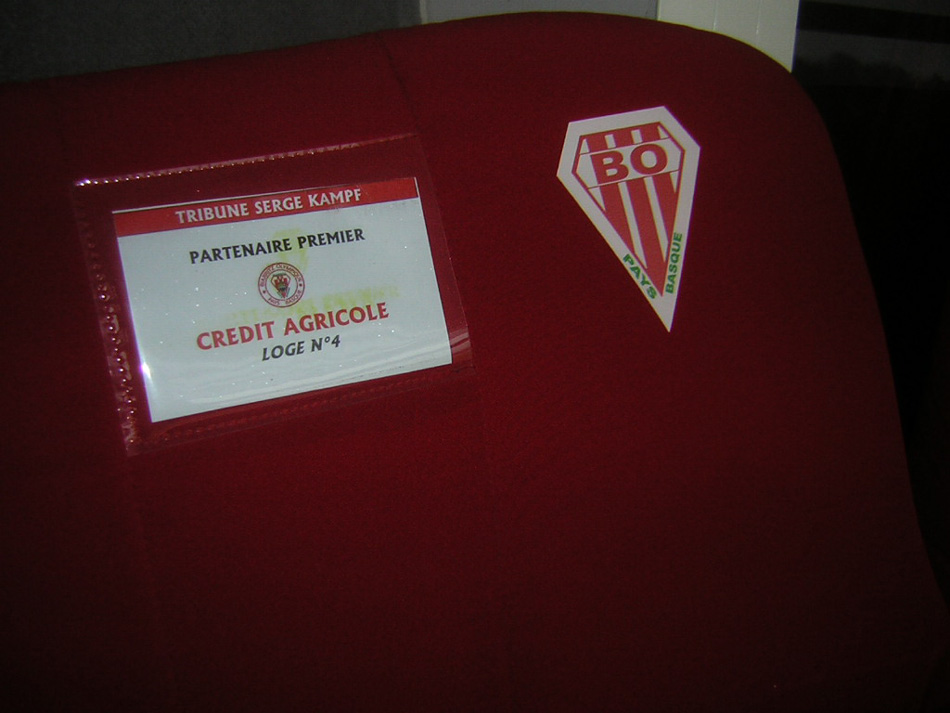 TRIBUNE SERGE KAMPF
PARTENAIRE PREMIER
CREDIT AGRICOLE
LOGE N°4
BO
PAYS
BASQUE